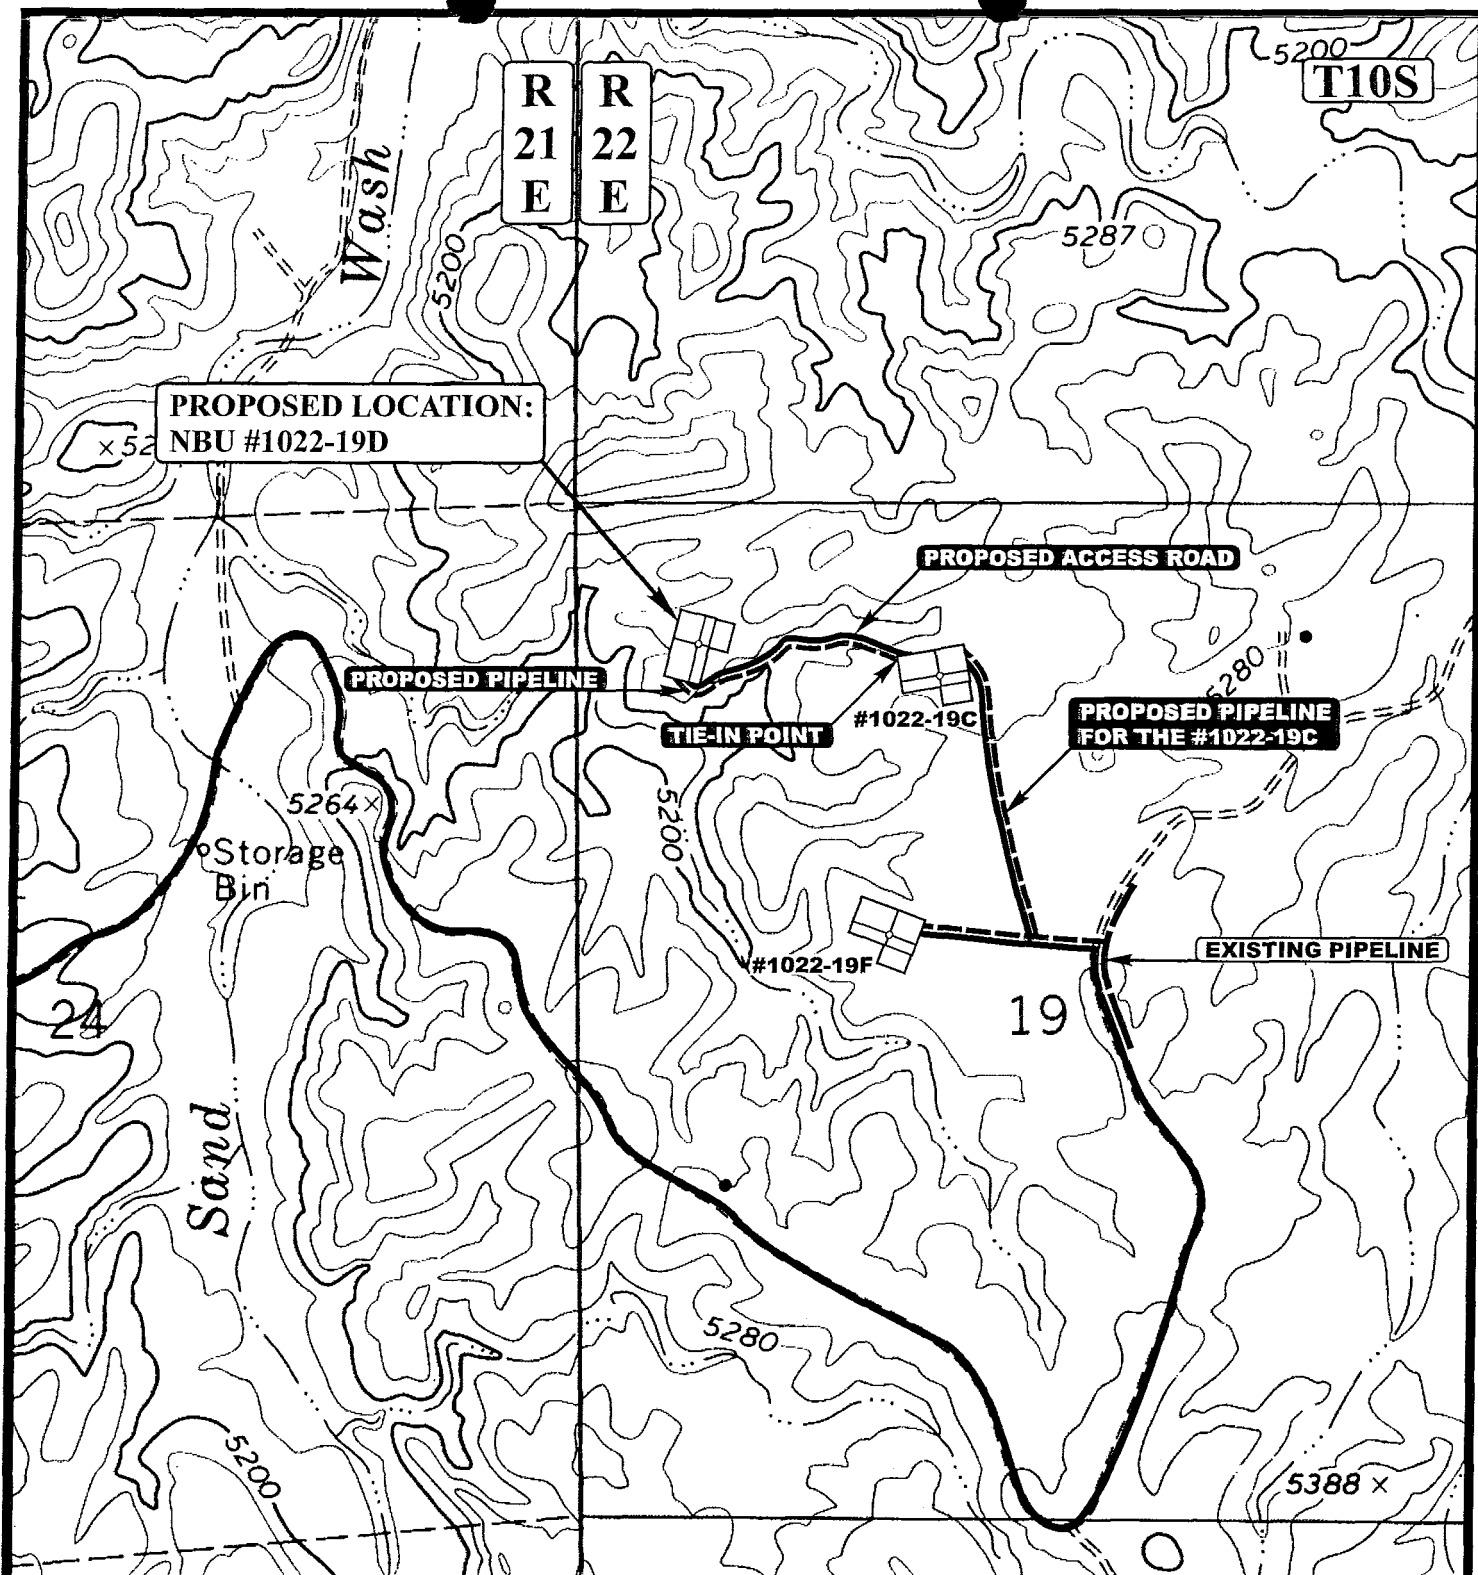 5200
T10S
R
21
E
R
22
E
Wash
5200
5287
PROPOSED LOCATION:
NBU #1022-19D
× 52
PROPOSED ACCESS ROAD
5280
PROPOSED PIPELINE
#1022-19C
TIE-IN POINT
PROPOSED PIPELINE
FOR THE #1022-19C
5264 ×
5200
Storage
Bin
#1022-19F
EXISTING PIPELINE
24
19
Sand
5280
5200
5388 ×